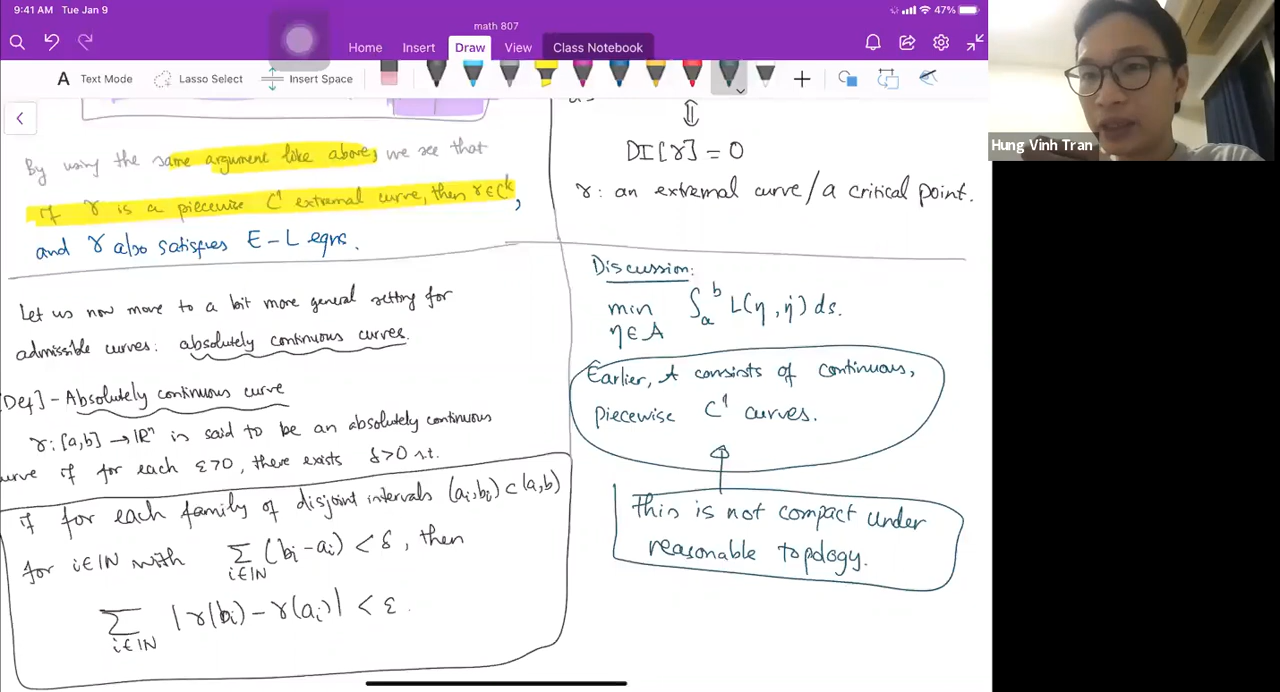 9:41 AM Tue Jan 9
47%
math 807
Home Insert Draw View Class Notebook
Text Mode Lasso Select Insert Space
Hung Vinh Tran
By using the same argument like above, we see that
if γ is a piecewise C¹ extremal curve, then γ∈Cᵏ,
and γ also satisfies E-L eqns.
Let us now move to a bit more general setting for
admissible curves: absolutely continuous curves.
[Def] - Absolutely continuous curve
γ: [a,b] → ℝⁿ is said to be an absolutely continuous
curve if for each ε>0, there exists δ>0 s.t.
if for each family of disjoint intervals (aᵢ,bᵢ)⊂(a,b)
for i∈ℕ with ∑_{i∈ℕ} (bᵢ-aᵢ) < δ, then
∑_{i∈ℕ} |γ(bᵢ) - γ(aᵢ)| < ε.
⇕
DI[γ] = 0
γ: an extremal curve/a critical point.
Discussion:
min_{η∈A} ∫ₐᵇ L(η, η̇) ds.
Earlier, A consists of continuous,
piecewise C¹ curves.
This is not compact under
reasonable topology.